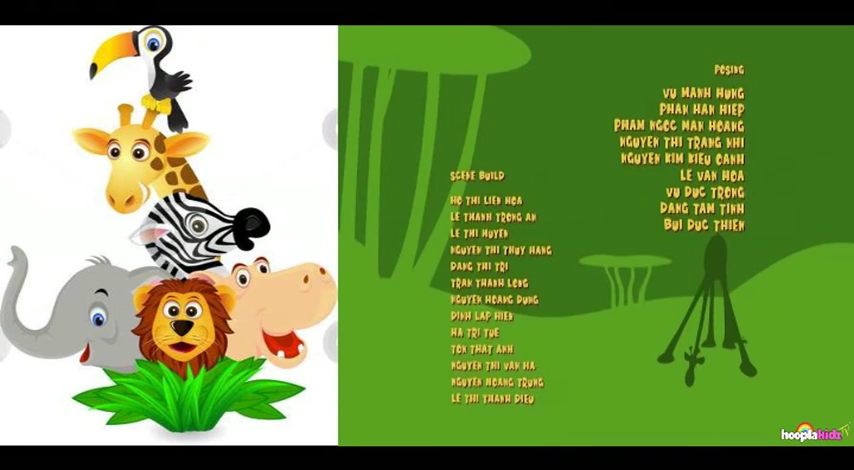 POSING
VU MANH HUNG
PHAN HAN HIEP
PHAM NGOC MAN HOANG
NGUYEN THI TRANG NHI
NGUYEN KIM KIEU OANH
LE VAN HOA
VU DUC TRONG
DANG TAM TINH
BUI DUC THIEN
SCENE BUILD
HO THI LIEN HOA
LE THANH TRONG AN
LE THI HUYEN
NGUYEN THI THUY HANG
DANG THI TRI
TRAN THANH LONG
NGUYEN HOANG DUNG
DINH LAP HIEN
HA TRI TUE
TON THAT ANH
NGUYEN THI VAN HA
NGUYEN HOANG TRUNG
LE THI THANH DIEU
hooplakidz TV